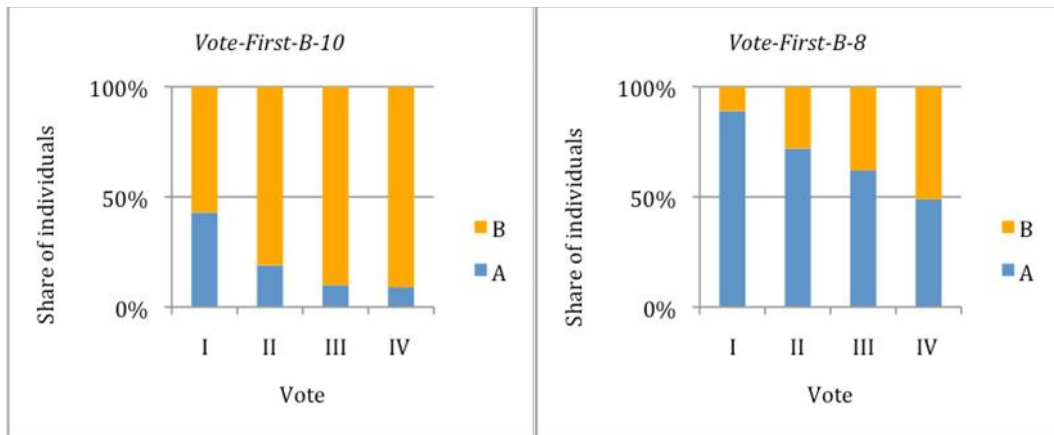 Vote-First-B-10
Share of individuals
100%
50%
0%
I II III IV
Vote
B
A
Vote-First-B-8
Share of individuals
100%
50%
0%
I II III IV
Vote
B
A